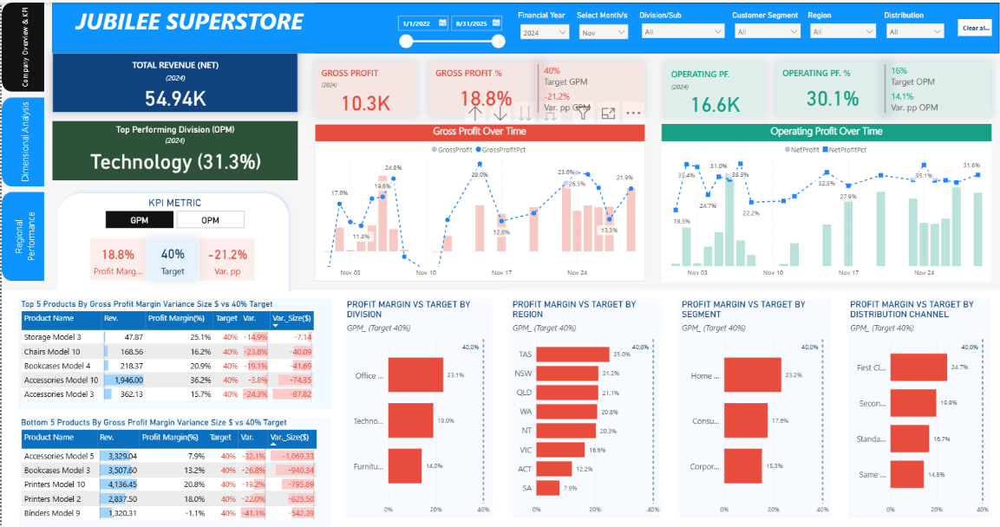 Company Overview & KPI
Dimensional Analysis
Regional Performance
JUBILEE SUPERSTORE
1/1/2022
8/31/2025
Financial Year
2024
Select Month/s
Nov
Division/Sub
All
Customer Segment
All
Region
All
Distribution
All
Clear al...
TOTAL REVENUE (NET)
(2024)
54.94K
Top Performing Division (OPM)
(2024)
Technology (31.3%)
GROSS PROFIT
(2024)
10.3K
GROSS PROFIT %
18.8%
40%
Target GPM
-21.2%
Var. pp GPM
OPERATING PF.
(2024)
16.6K
OPERATING PF. %
30.1%
16%
Target OPM
14.1%
Var. pp OPM
KPI METRIC
GPM
OPM
18.8%
Profit Marg...
40%
Target
-21.2%
Var. pp
Gross Profit Over Time
GrossProfit GrossProfitPct
17.6%
11.4%
19.6%
24.8%
29.0%
12.8%
23.6%
26.5%
13.3%
21.9%
Nov 03 Nov 10 Nov 17 Nov 24
Operating Profit Over Time
NetProfit NetProfitPct
19.5%
35.4%
24.7%
31.0%
35.5%
22.2%
32.5%
27.9%
35.1%
31.6%
Nov 03 Nov 10 Nov 17 Nov 24
Top 5 Products By Gross Profit Margin Variance Size $ vs 40% Target
Product Name Rev. Profit Margin(%) Target Var. Var._Size($)
Storage Model 3 47.87 25.1% 40% -14.9% -7.14
Chairs Model 10 168.56 16.2% 40% -23.8% -40.09
Bookcases Model 4 218.37 20.9% 40% -19.1% -41.69
Accessories Model 10 1,946.00 36.2% 40% -3.8% -74.35
Accessories Model 3 362.13 15.7% 40% -24.3% -87.82
Bottom 5 Products By Gross Profit Margin Variance Size $ vs 40% Target
Product Name Rev. Profit Margin(%) Target Var. Var._Size($)
Accessories Model 5 3,329.04 7.9% 40% -32.1% -1,069.33
Bookcases Model 3 3,507.60 13.2% 40% -26.8% -940.34
Printers Model 10 4,136.45 20.8% 40% -19.2% -795.89
Printers Model 2 2,837.50 18.0% 40% -22.0% -625.50
Binders Model 9 1,320.31 -1.1% 40% -41.1% -542.39
PROFIT MARGIN VS TARGET BY
DIVISION
GPM_ (Target 40%)
40.0%
Office ... 23.1%
Techno... 19.0%
Furnitu... 14.0%
0% 20% 40%
PROFIT MARGIN VS TARGET BY
REGION
GPM_ (Target 40%)
40.0%
TAS 25.0%
NSW 21.2%
QLD 21.1%
WA 20.8%
NT 20.3%
VIC 16.6%
ACT 12.2%
SA 7.9%
0% 20% 40%
PROFIT MARGIN VS TARGET BY
SEGMENT
GPM_ (Target 40%)
40.0%
Home ... 23.2%
Consu... 17.6%
Corpor... 15.3%
0% 20% 40%
PROFIT MARGIN VS TARGET BY
DISTRIBUTION CHANNEL
GPM_ (Target 40%)
40.0%
First Cl... 24.7%
Secon... 19.9%
Standa... 16.7%
Same ... 14.5%
0% 20% 40%